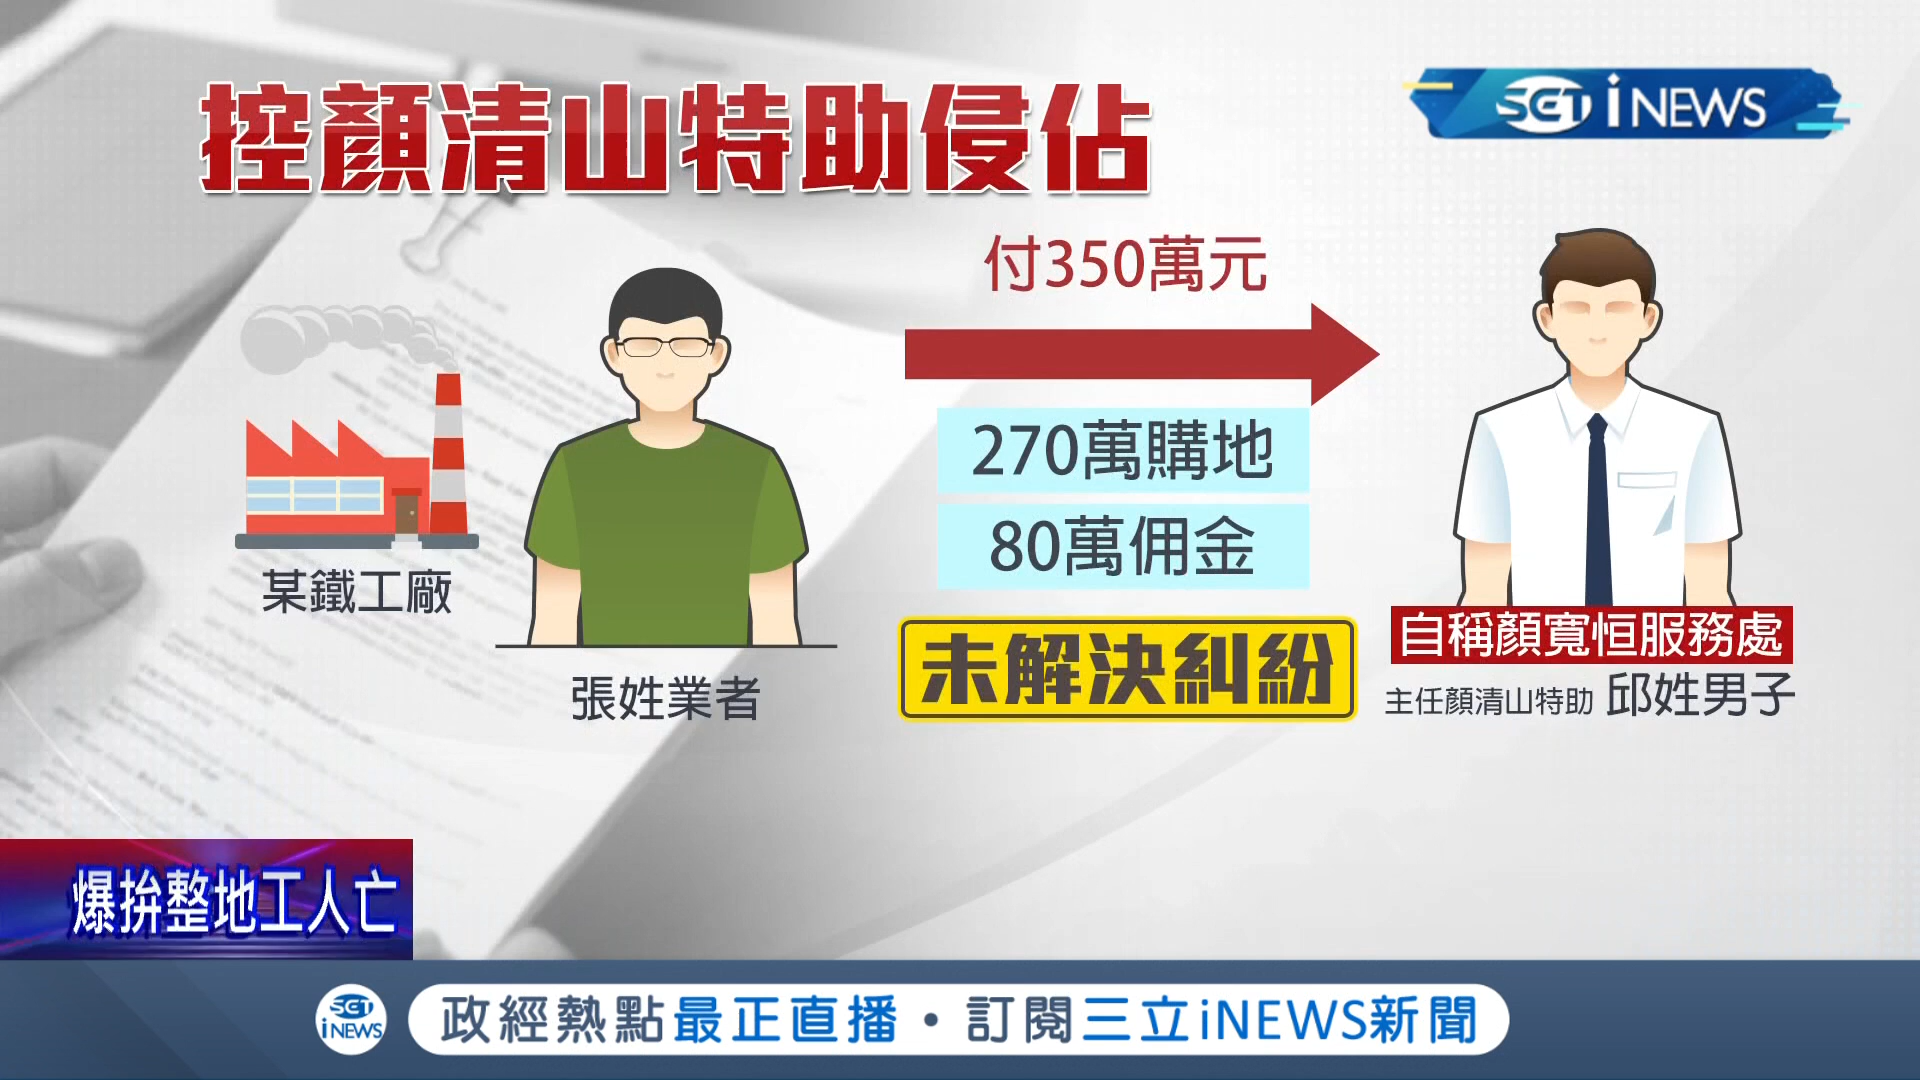 控顏清山特助侵佔
SET iNEWS
付350萬元
270萬購地
80萬佣金
未解決糾紛
某鐵工廠
張姓業者
自稱顏寬恒服務處
主任顏清山特助 邱姓男子
爆拚整地工人亡
SET iNEWS
政經熱點最正直播・訂閱三立iNEWS新聞